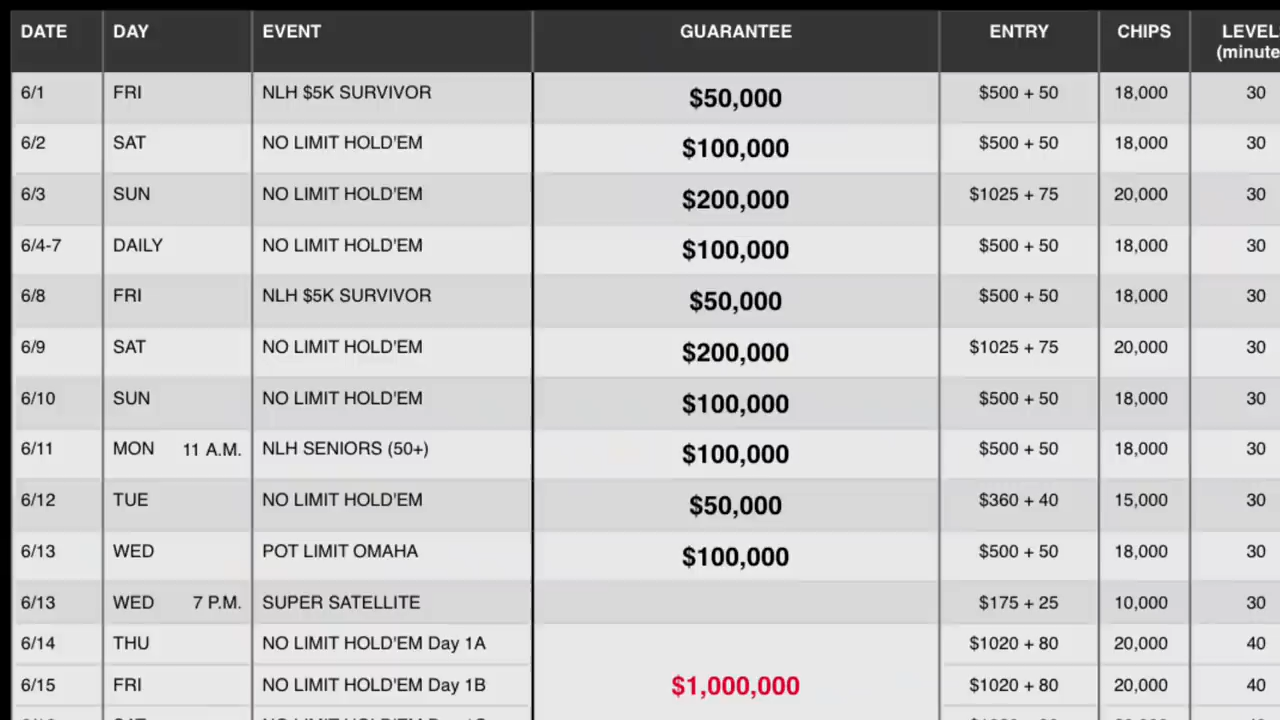 DATE DAY EVENT GUARANTEE ENTRY CHIPS LEVEL
(minute
6/1 FRI NLH $5K SURVIVOR $50,000 $500 + 50 18,000 30
6/2 SAT NO LIMIT HOLD'EM $100,000 $500 + 50 18,000 30
6/3 SUN NO LIMIT HOLD'EM $200,000 $1025 + 75 20,000 30
6/4-7 DAILY NO LIMIT HOLD'EM $100,000 $500 + 50 18,000 30
6/8 FRI NLH $5K SURVIVOR $50,000 $500 + 50 18,000 30
6/9 SAT NO LIMIT HOLD'EM $200,000 $1025 + 75 20,000 30
6/10 SUN NO LIMIT HOLD'EM $100,000 $500 + 50 18,000 30
6/11 MON 11 A.M. NLH SENIORS (50+) $100,000 $500 + 50 18,000 30
6/12 TUE NO LIMIT HOLD'EM $50,000 $360 + 40 15,000 30
6/13 WED POT LIMIT OMAHA $100,000 $500 + 50 18,000 30
6/13 WED 7 P.M. SUPER SATELLITE $175 + 25 10,000 30
6/14 THU NO LIMIT HOLD'EM Day 1A $1020 + 80 20,000 40
6/15 FRI NO LIMIT HOLD'EM Day 1B $1,000,000 $1020 + 80 20,000 40